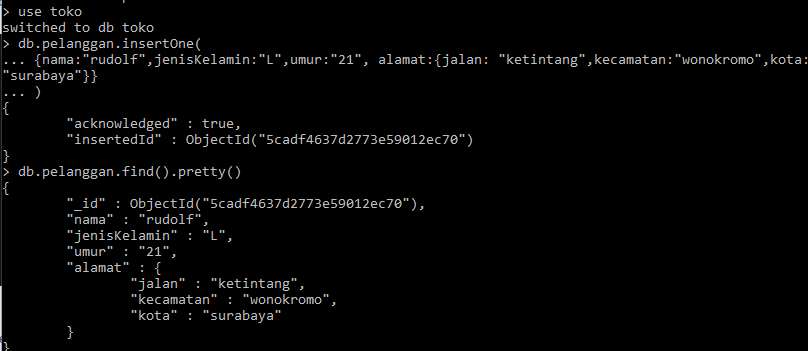 > use toko
switched to db toko
> db.pelanggan.insertOne(
... {nama:"rudolf",jenisKelamin:"L",umur:"21", alamat:{jalan: "ketintang",kecamatan:"wonokromo",kota:
"surabaya"}}
... )
{
        "acknowledged" : true,
        "insertedId" : ObjectId("5cadf4637d2773e59012ec70")
}
> db.pelanggan.find().pretty()
{
        "_id" : ObjectId("5cadf4637d2773e59012ec70"),
        "nama" : "rudolf",
        "jenisKelamin" : "L",
        "umur" : "21",
        "alamat" : {
                "jalan" : "ketintang",
                "kecamatan" : "wonokromo",
                "kota" : "surabaya"
        }
}